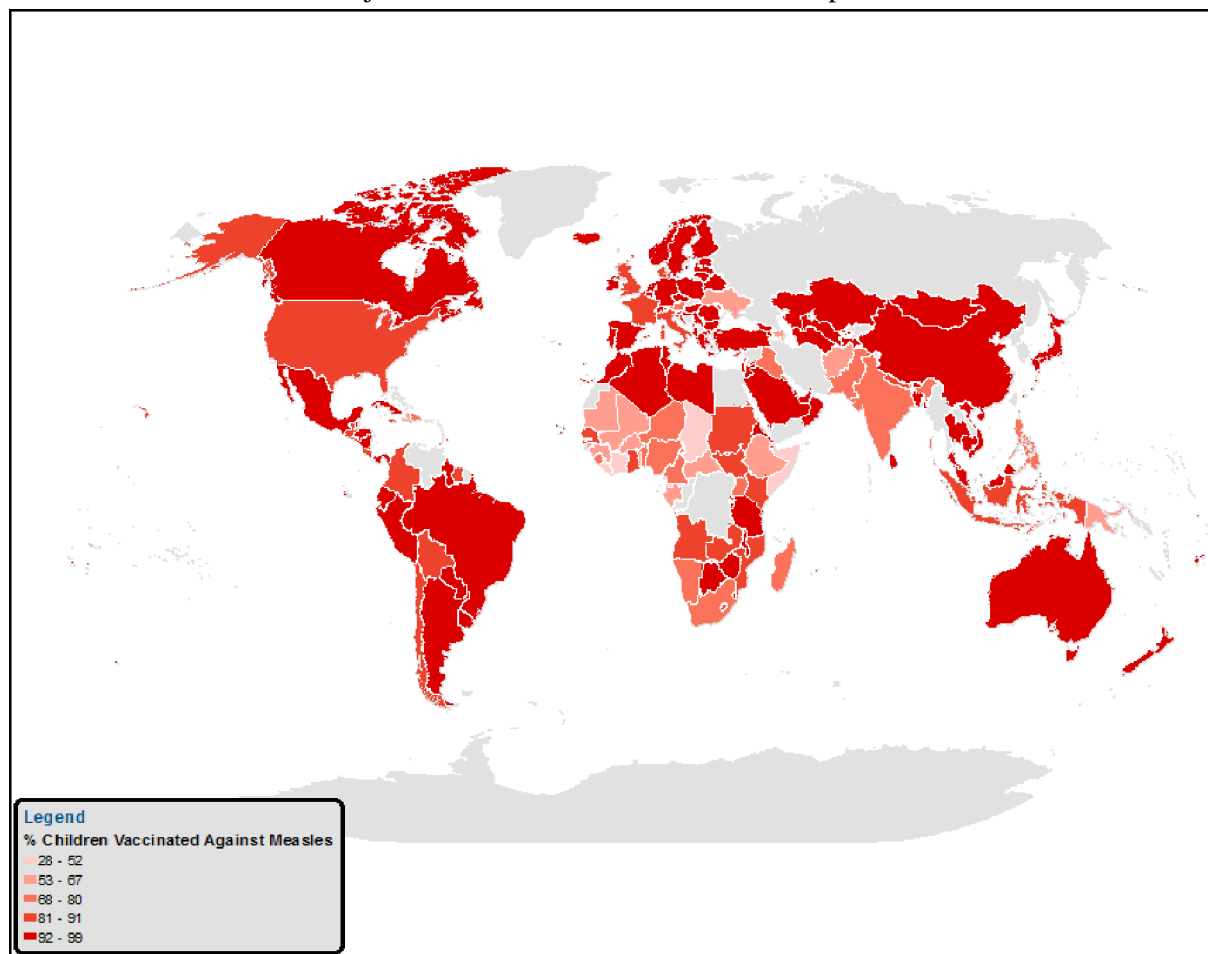 Legend
% Children Vaccinated Against Measles
28 - 52
53 - 67
68 - 80
81 - 91
92 - 99